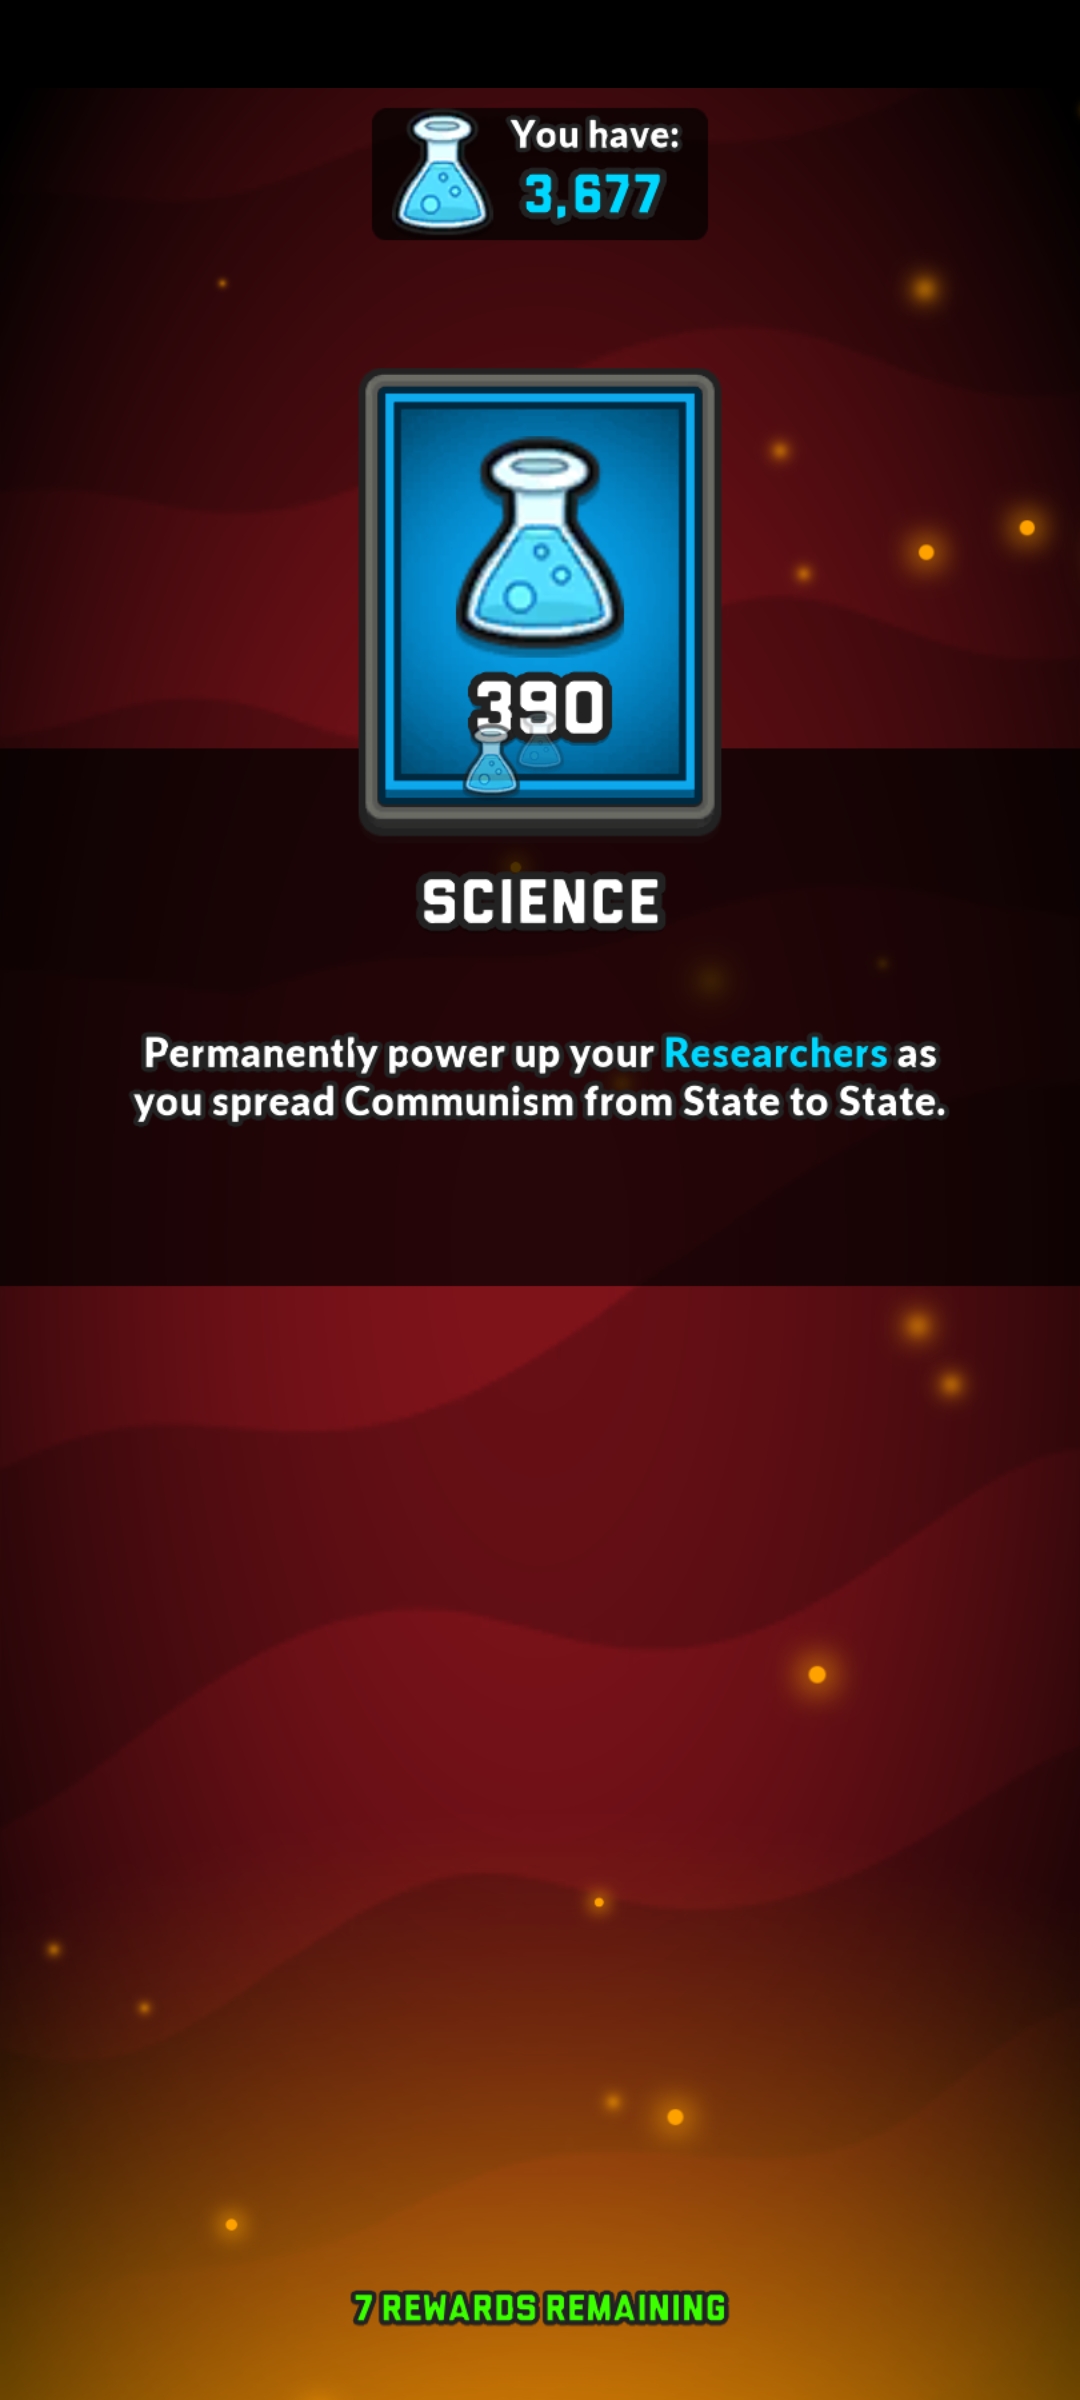 You have:
3,677
390
SCIENCE
Permanently power up your Researchers as
you spread Communism from State to State.
7 REWARDS REMAINING